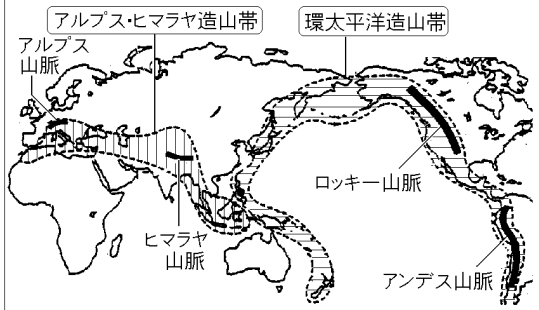 アルプス・ヒマラヤ造山帯
環太平洋造山帯
アルプス
山脈
ロッキー山脈
ヒマラヤ
山脈
アンデス山脈